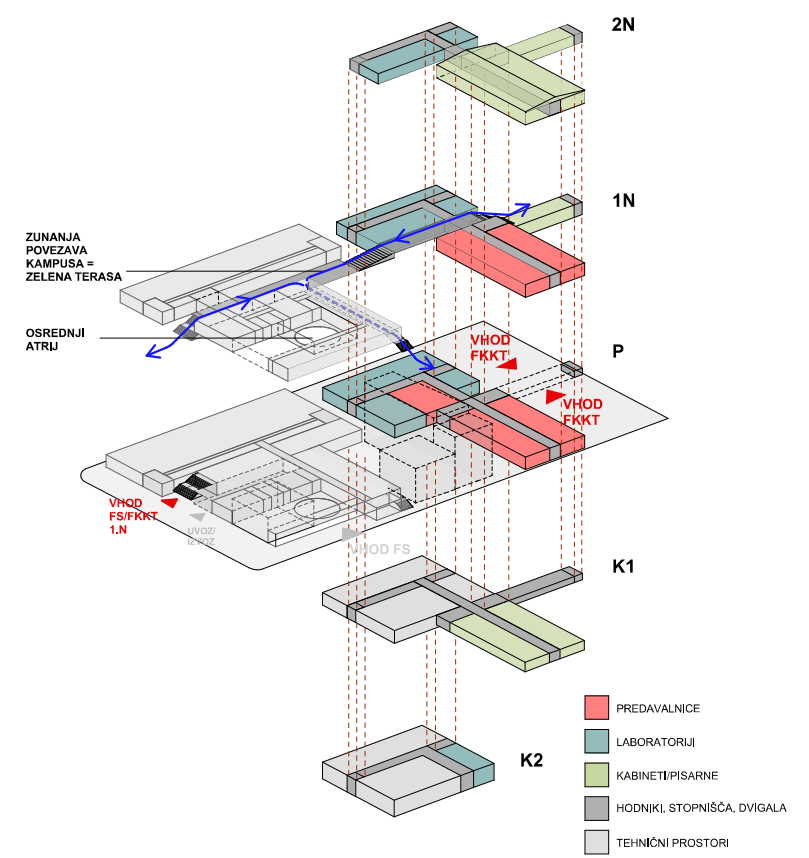 2N
1N
ZUNANJA
POVEZAVA
KAMPUSA =
ZELENA TERASA
OSREDNJI
ATRIJ
P
VHOD
FKKT
VHOD
FKKT
VHOD
FS/FKKT
1.N
UVOZ/
IZVOZ
VHOD FS
K1
K2
PREDAVALNICE
LABORATORIJI
KABINETI/PISARNE
HODNIKI, STOPNIŠČA, DVIGALA
TEHNIČNI PROSTORI